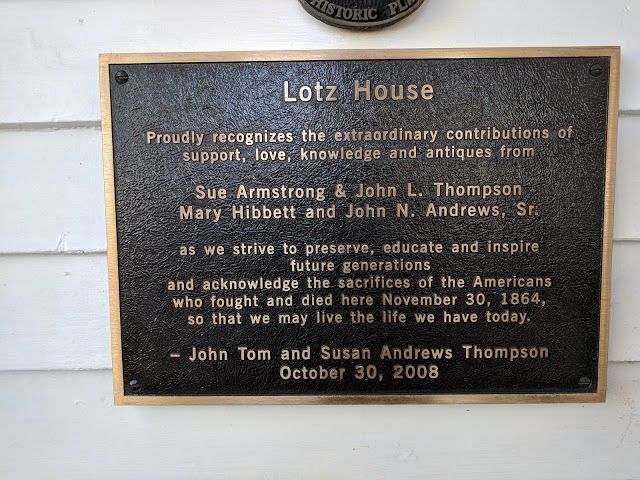 HISTORIC
Lotz House
Proudly recognizes the extraordinary contributions of
support, love, knowledge and antiques from
Sue Armstrong & John L. Thompson
Mary Hibbett and John N. Andrews, Sr.
as we strive to preserve, educate and inspire
future generations
and acknowledge the sacrifices of the Americans
who fought and died here November 30, 1864,
so that we may live the life we have today.
– John Tom and Susan Andrews Thompson
October 30, 2008